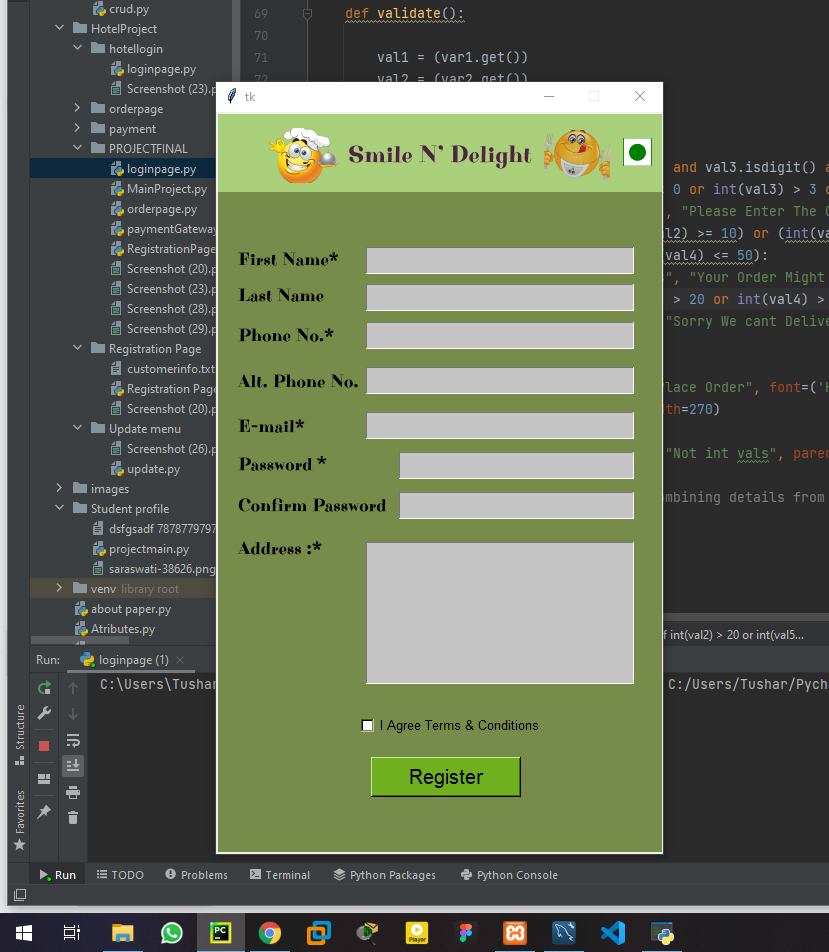 crud.py
HotelProject
hotellogin
loginpage.py
Screenshot (23).p
orderpage
payment
PROJECTFINAL
loginpage.py
MainProject.py
orderpage.py
paymentGateway
RegistrationPage
Screenshot (20).p
Screenshot (23).p
Screenshot (28).p
Screenshot (29).p
Registration Page
customerinfo.txt
Registration Page
Screenshot (20).p
Update menu
Screenshot (26).p
update.py
images
Student profile
dsfgsadf 7878779797
projectmain.py
saraswati-38626.png
venv library root
about paper.py
Atributes.py
69 def validate():
70
71 val1 = (var1.get())
72 val2 = (var2.get())
and val3.isdigit() a
0 or int(val3) > 3 o
, "Please Enter The C
l2) >= 10) or (int(va
val4) <= 50):
", "Your Order Might
> 20 or int(val4) >
"Sorry We cant Delive
lace Order", font=('H
th=270)
"Not int vals", paren
ombining details from
f int(val2) > 20 or int(val5...
tk
Smile N' Delight
First Name*
Last Name
Phone No.*
Alt. Phone No.
E-mail*
Password *
Confirm Password
Address :*
I Agree Terms & Conditions
Register
Run: loginpage (1)
C:\Users\Tushar C:/Users/Tushar/Pych
Structure
Favorites
Run TODO Problems Terminal Python Packages Python Console
PC
Player